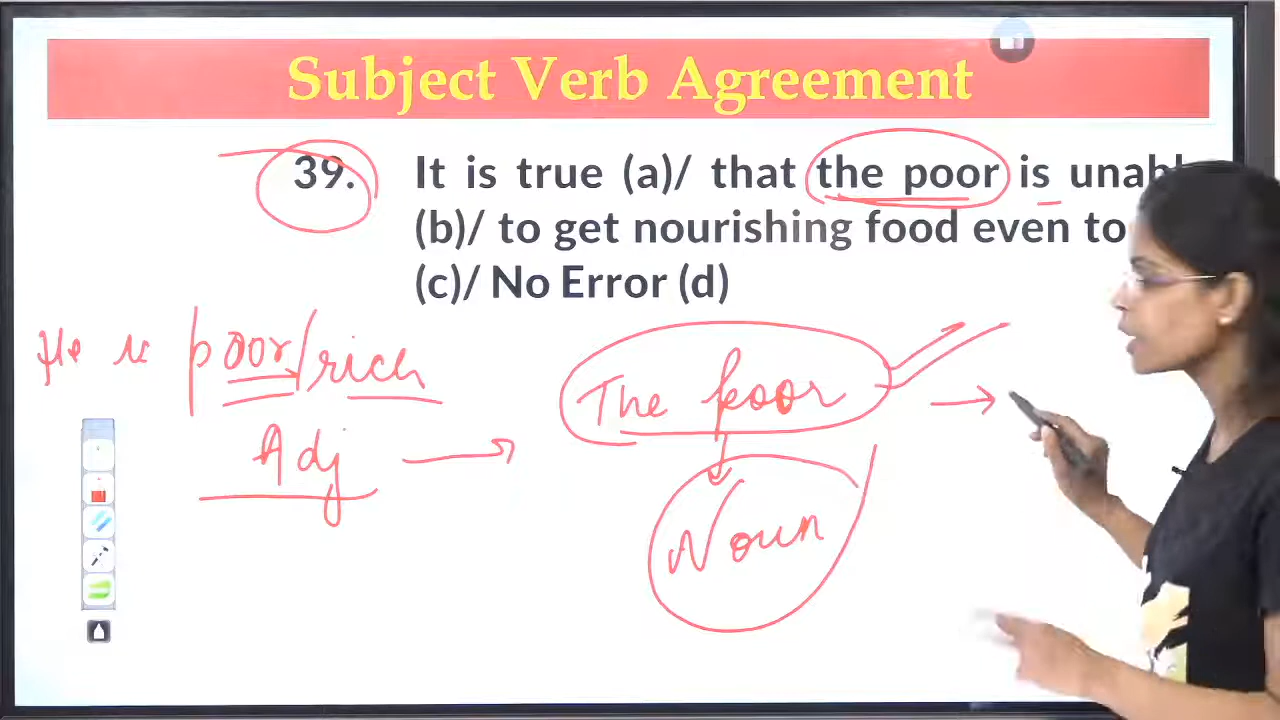 Subject Verb Agreement
39. It is true (a)/ that the poor is
(b)/ to get nourishing food even to
(c)/ No Error (d)
He is poor/rich
The poor
Adj
Noun